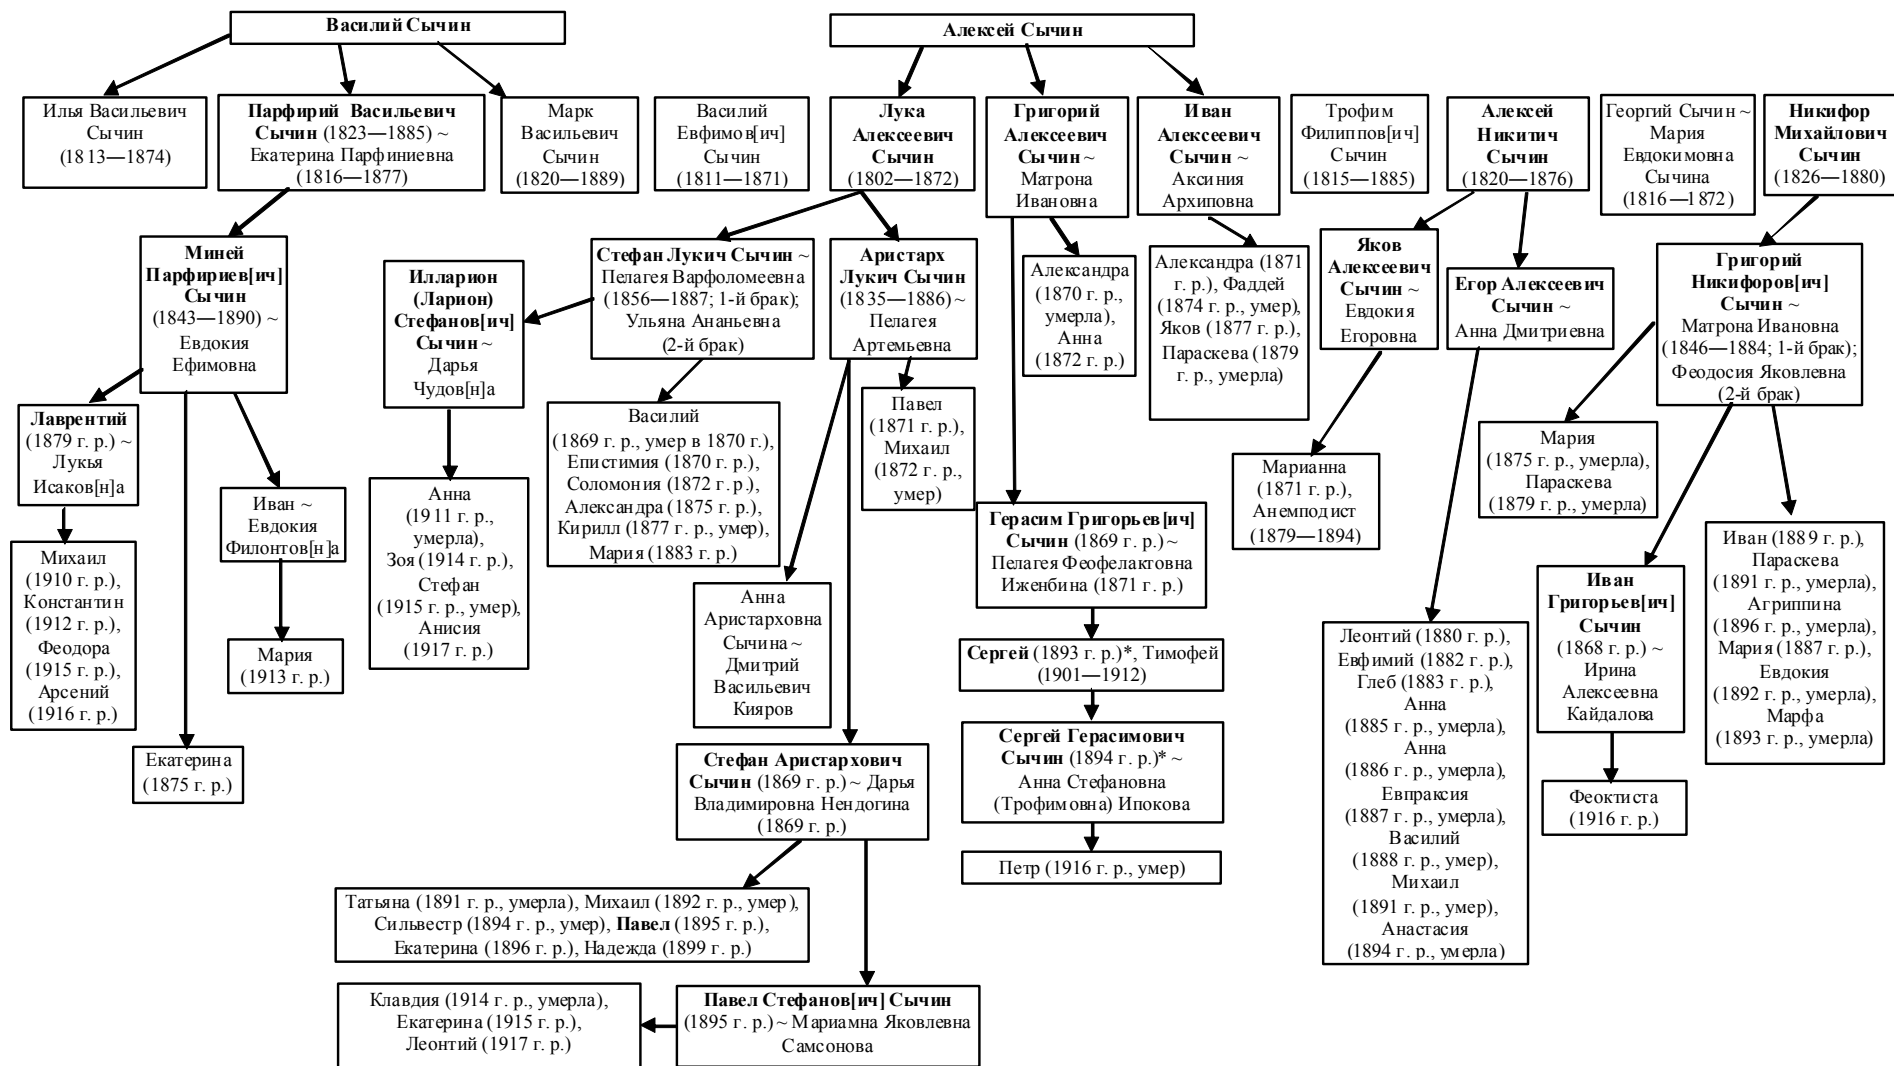 Василий Сычин
Алексей Сычин
Илья Васильевич
Сычин
(1813—1874)
Парфирий Васильевич
Сычин (1823—1885) ~
Екатерина Парфиниевна
(1816—1877)
Марк
Васильевич
Сычин
(1820—1889)
Василий
Евфимов[ич]
Сычин
(1811—1871)
Лука
Алексеевич
Сычин
(1802—1872)
Григорий
Алексеевич
Сычин ~
Матрона
Ивановна
Иван
Алексеевич
Сычин ~
Аксиния
Архиповна
Трофим
Филиппов[ич]
Сычин
(1815—1885)
Алексей
Никитич
Сычин
(1820—1876)
Георгий Сычин ~
Мария
Евдокимовна
Сычина
(1816—1872)
Никифор
Михайлович
Сычин
(1826—1880)
Миней
Парфириев[ич]
Сычин
(1843—1890) ~
Евдокия
Ефимовна
Илларион
(Ларион)
Стефанов[ич]
Сычин ~
Дарья
Чудов[н]а
Стефан Лукич Сычин ~
Пелагея Варфоломеевна
(1856—1887; 1-й брак);
Ульяна Ананьевна
(2-й брак)
Аристарх
Лукич Сычин
(1835—1886) ~
Пелагея
Артемьевна
Александра
(1870 г. р.,
умерла),
Анна
(1872 г. р.)
Александра (1871
г. р.), Фаддей
(1874 г. р., умер),
Яков (1877 г. р.),
Параскева (1879
г. р., умерла)
Яков
Алексеевич
Сычин ~
Евдокия
Егоровна
Егор Алексеевич
Сычин ~
Анна Дмитриевна
Григорий
Никифоров[ич]
Сычин ~
Матрона Ивановна
(1846—1884; 1-й брак);
Феодосия Яковлевна
(2-й брак)
Лаврентий
(1879 г. р.) ~
Лукья
Исаков[н]а
Иван ~
Евдокия
Филонтов[н]а
Анна
(1911 г. р.,
умерла),
Зоя (1914 г. р.),
Стефан
(1915 г. р., умер),
Анисия
(1917 г. р.)
Василий
(1869 г. р., умер в 1870 г.),
Епистимия (1870 г. р.),
Соломония (1872 г. р.),
Александра (1875 г. р.),
Кирилл (1877 г. р., умер),
Мария (1883 г. р.)
Павел
(1871 г. р.),
Михаил
(1872 г. р.,
умер)
Герасим Григорьев[ич]
Сычин (1869 г. р.) ~
Пелагея Феофелактовна
Иженбина (1871 г. р.)
Марианна
(1871 г. р.),
Анемподист
(1879—1894)
Мария
(1875 г. р., умерла),
Параскева
(1879 г. р., умерла)
Михаил
(1910 г. р.),
Константин
(1912 г. р.),
Феодора
(1915 г. р.),
Арсений
(1916 г. р.)
Мария
(1913 г. р.)
Екатерина
(1875 г. р.)
Анна
Аристарховна
Сычина ~
Дмитрий
Васильевич
Кияров
Сергей (1893 г. р.)*, Тимофей
(1901—1912)
Леонтий (1880 г. р.),
Евфимий (1882 г. р.),
Глеб (1883 г. р.),
Анна
(1885 г. р., умерла),
Анна
(1886 г. р., умерла),
Евпраксия
(1887 г. р., умерла),
Василий
(1888 г. р., умер),
Михаил
(1891 г. р., умер),
Анастасия
(1894 г. р., умерла)
Иван
Григорьев[ич]
Сычин
(1868 г. р.) ~
Ирина
Алексеевна
Кайдалова
Иван (1889 г. р.),
Параскева
(1891 г. р., умерла),
Агриппина
(1896 г. р., умерла),
Мария (1887 г. р.),
Евдокия
(1892 г. р., умерла),
Марфа
(1893 г. р., умерла)
Стефан Аристархович
Сычин (1869 г. р.) ~ Дарья
Владимировна Нендогина
(1869 г. р.)
Сергей Герасимович
Сычин (1894 г. р.)* ~
Анна Стефановна
(Трофимовна) Ипокова
Феоктиста
(1916 г. р.)
Петр (1916 г. р., умер)
Татьяна (1891 г. р., умерла), Михаил (1892 г. р., умер),
Сильвестр (1894 г. р., умер), Павел (1895 г. р.),
Екатерина (1896 г. р.), Надежда (1899 г. р.)
Клавдия (1914 г. р., умерла),
Екатерина (1915 г. р.),
Леонтий (1917 г. р.)
Павел Стефанов[ич] Сычин
(1895 г. р.) ~ Мариамна Яковлевна
Самсонова